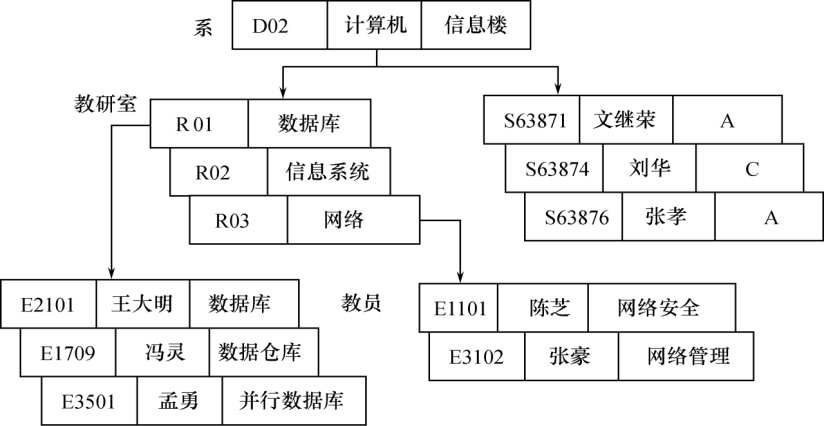 系 D02 计算机 信息楼
教研室
R 01 数据库
R02 信息系统
R03 网络
S63871 文继荣 A
S63874 刘华 C
S63876 张孝 A
E2101 王大明 数据库
E1709 冯灵 数据仓库
E3501 孟勇 并行数据库
教员
E1101 陈芝 网络安全
E3102 张豪 网络管理